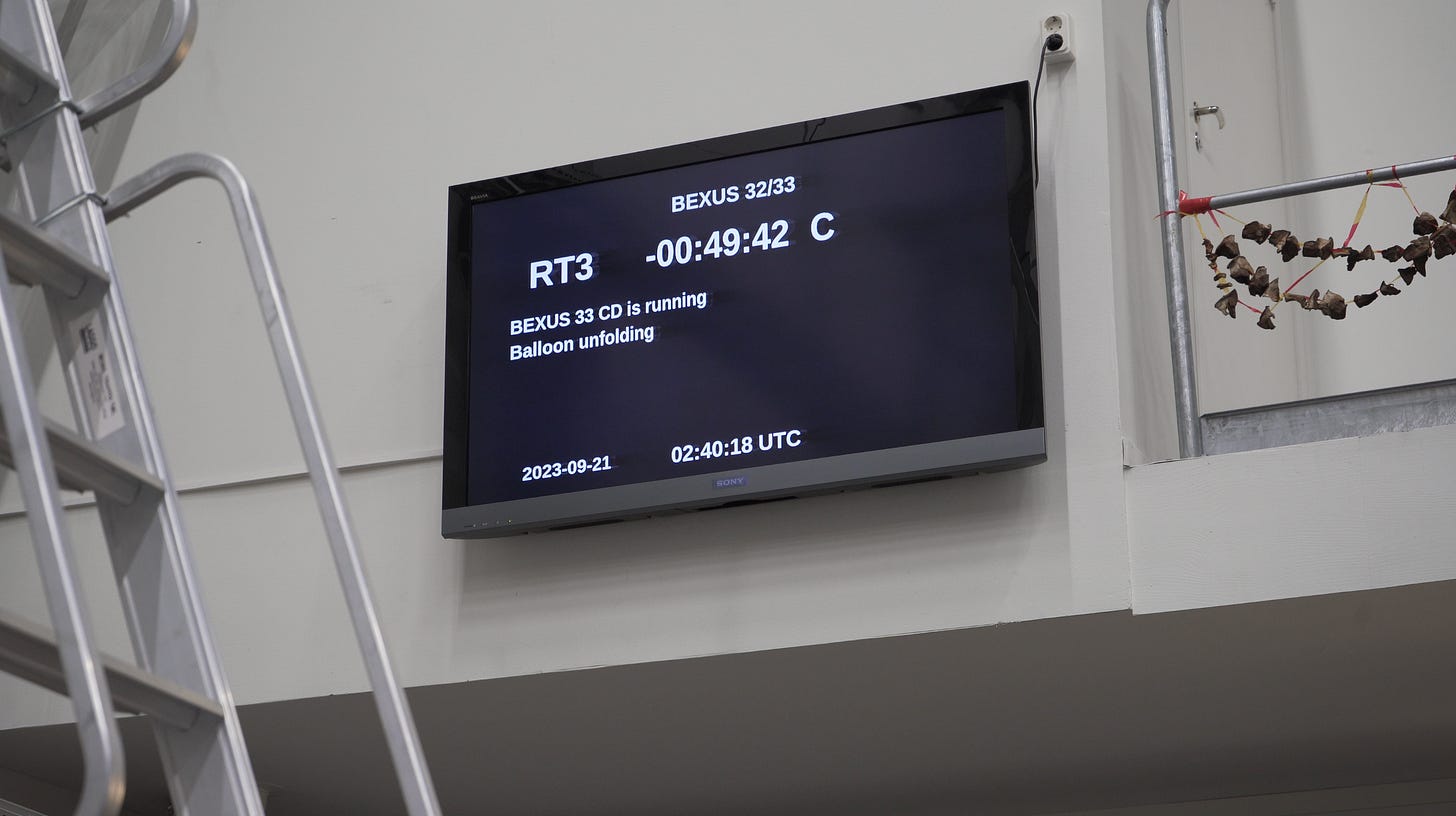 BRAVIA
BEXUS 32/33
RT3 -00:49:42 C
BEXUS 33 CD is running
Balloon unfolding
2023-09-21 02:40:18 UTC
SONY